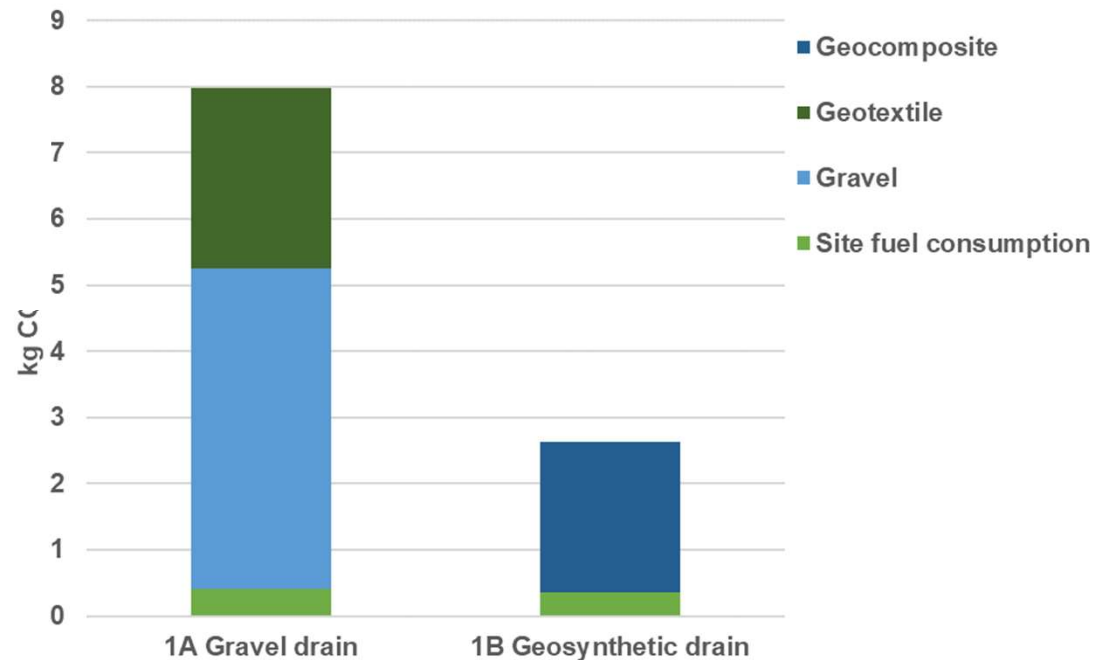 9
8
7
6
5
4
3
2
1
0
kg
1A Gravel drain
1B Geosynthetic drain
Geocomposite
Geotextile
Gravel
Site fuel consumption